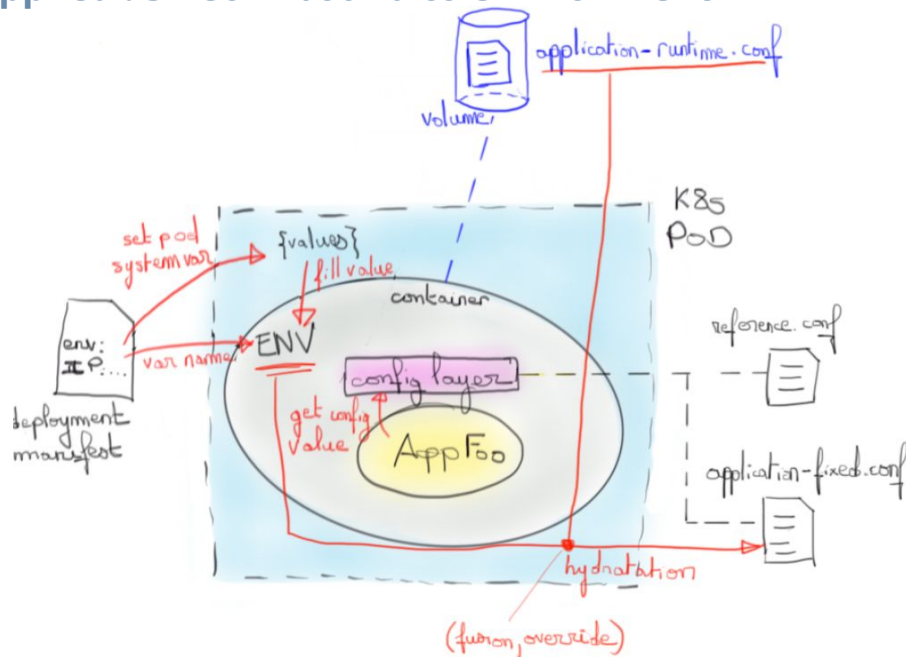 application-runtime.conf
volume
K8s
POD
set pod
system var
{values}
fill value
container
env:
IP....
var name
ENV
config layer
reference.conf
get config
value
AppFoo
deployment
manifest
application-fixed.conf
hydratation
(fusion, override)